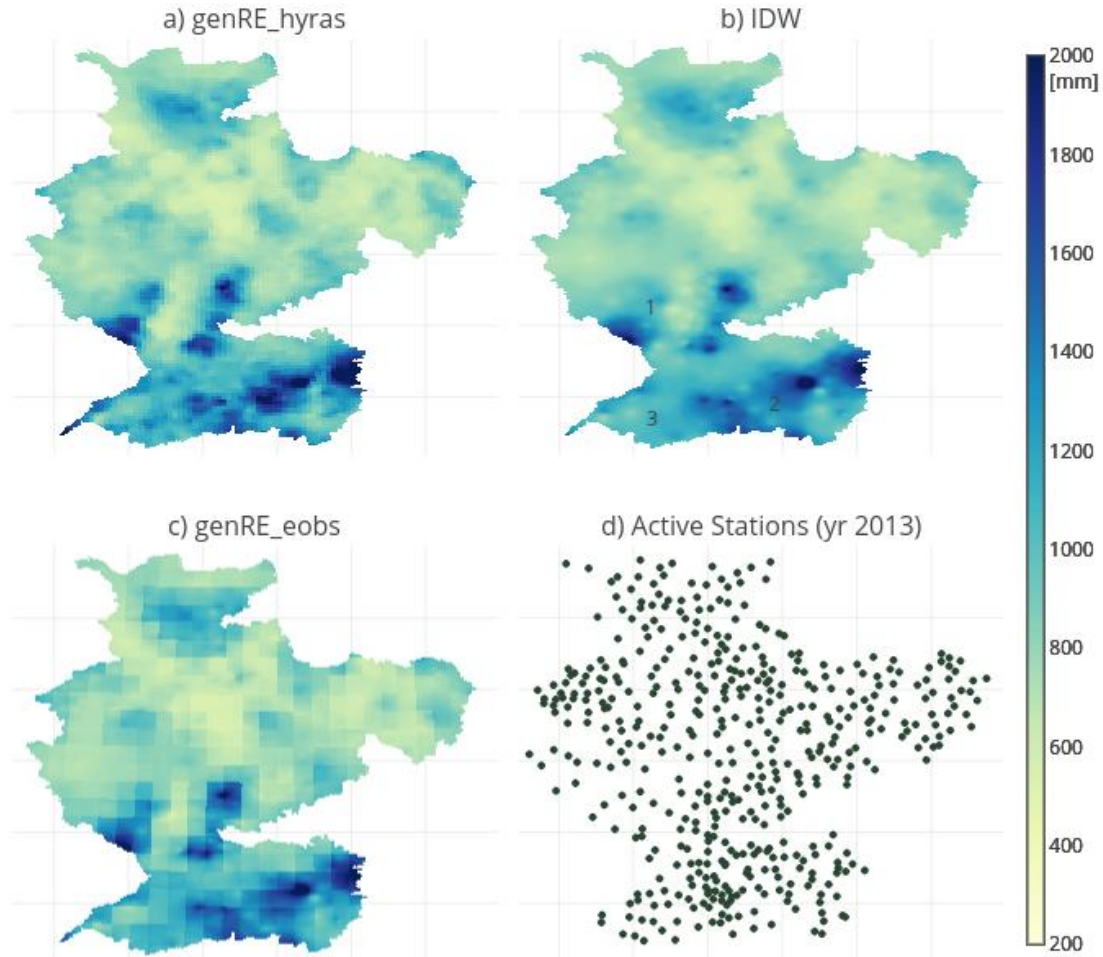 a) genRE_hyras
b) IDW
2000
[mm]
1800
1600
1
1400
2
3
1200
c) genRE_eobs
d) Active Stations (yr 2013)
1000
800
600
400
200